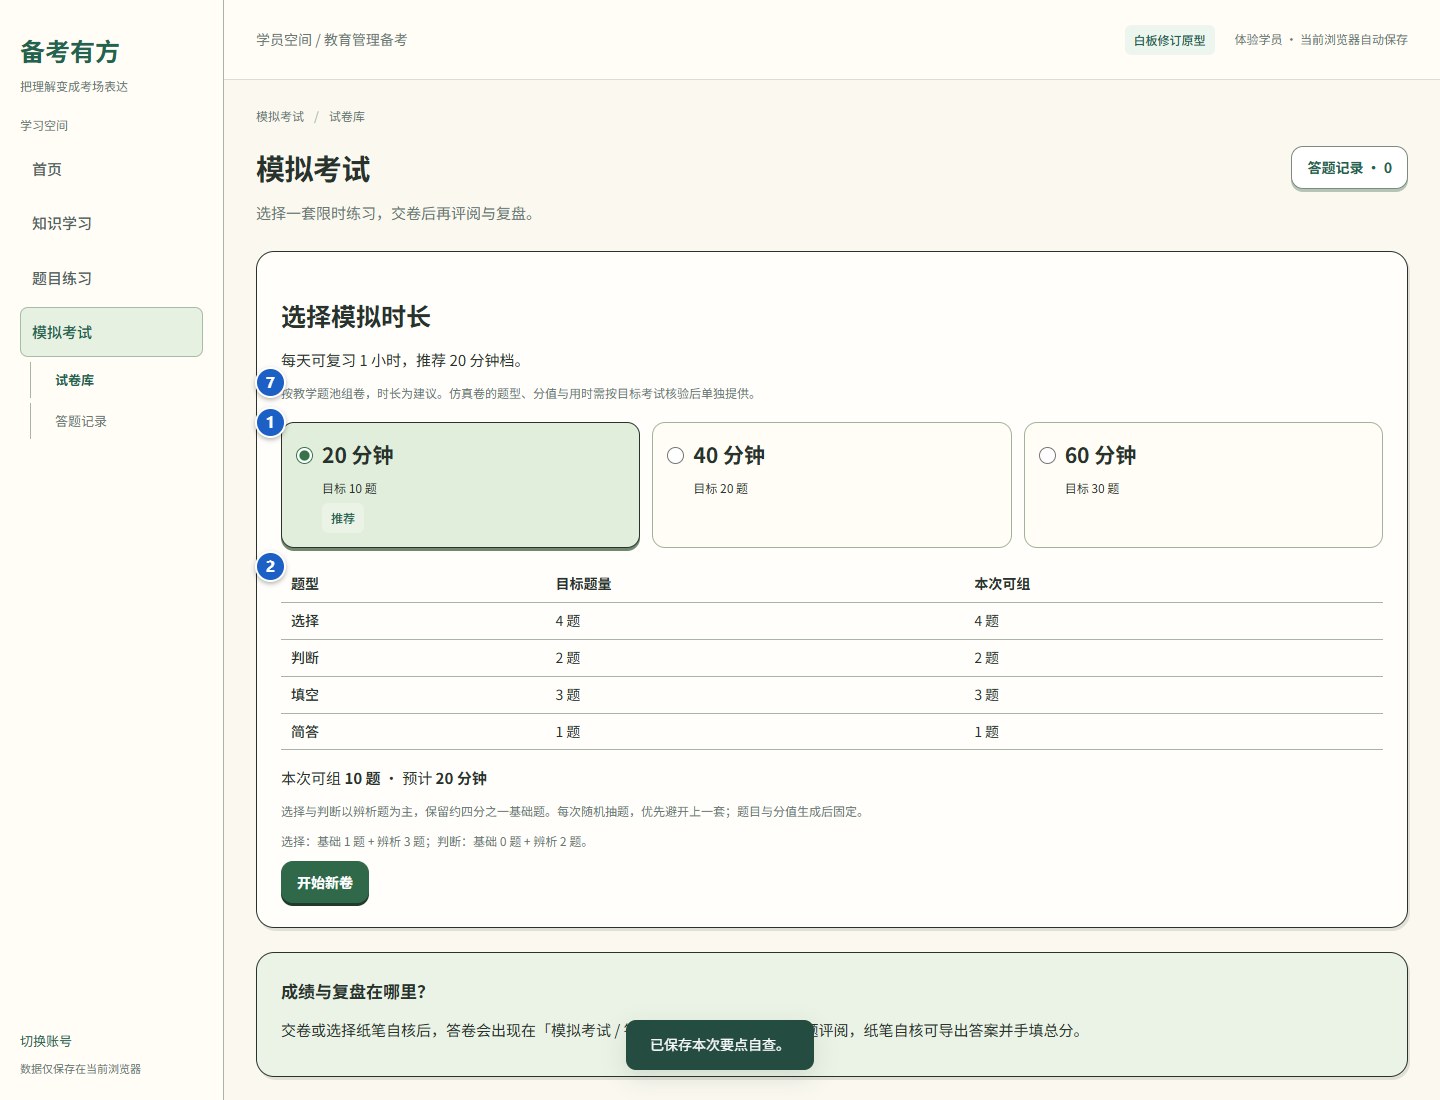 备考有方
把理解变成考场表达
学习空间
首页
知识学习
题目练习
模拟考试
试卷库
答题记录
切换账号
数据仅保存在当前浏览器
学员空间 / 教育管理备考
白板修订原型
体验学员 · 当前浏览器自动保存
模拟考试 / 试卷库
模拟考试
答题记录 · 0
选择一套限时练习，交卷后再评阅与复盘。
选择模拟时长
每天可复习 1 小时，推荐 20 分钟档。
7
按教学题池组卷，时长为建议。仿真卷的题型、分值与用时需按目标考试核验后单独提供。
1
20 分钟
目标 10 题
推荐
40 分钟
目标 20 题
60 分钟
目标 30 题
2
题型 目标题量 本次可组
选择 4 题 4 题
判断 2 题 2 题
填空 3 题 3 题
简答 1 题 1 题
本次可组 10 题 · 预计 20 分钟
选择与判断以辨析题为主，保留约四分之一基础题。每次随机抽题，优先避开上一套；题目与分值生成后固定。
选择：基础 1 题 + 辨析 3 题；判断：基础 0 题 + 辨析 2 题。
开始新卷
成绩与复盘在哪里？
交卷或选择纸笔自核后，答卷会出现在「模拟考试 / 评阅，纸笔自核可导出答案并手填总分。
已保存本次要点自查。